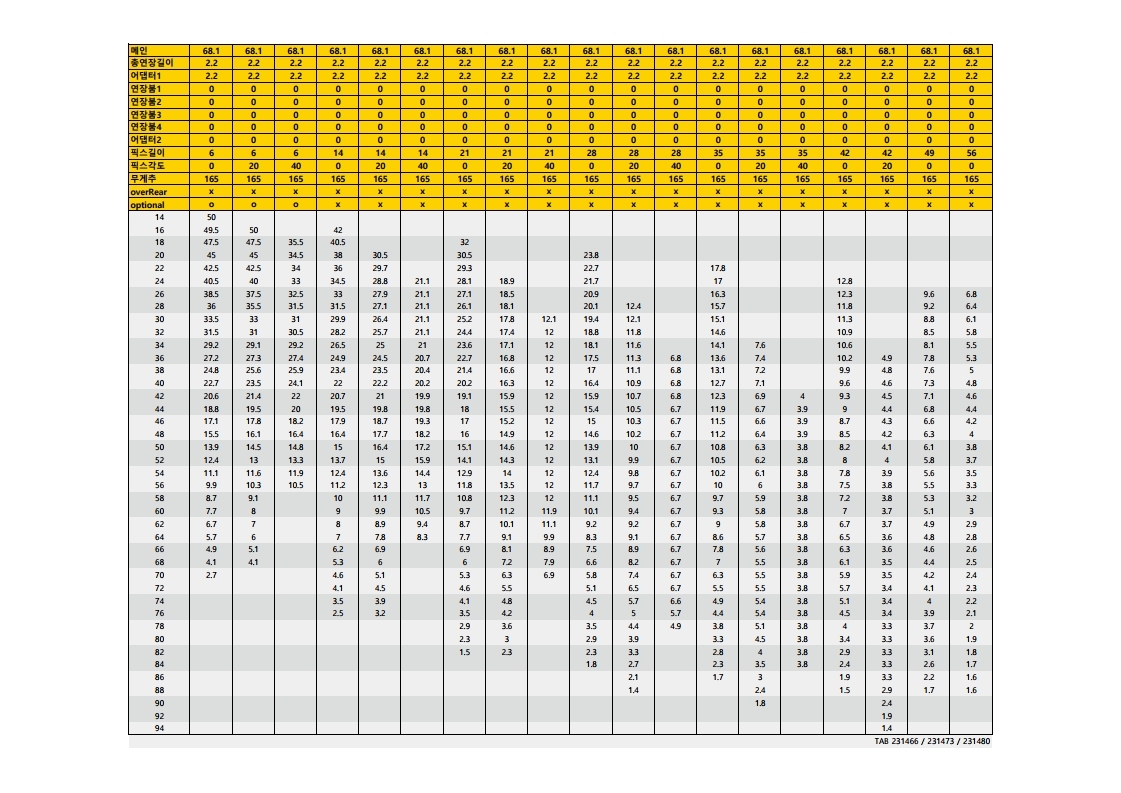 메인 68.1 68.1 68.1 68.1 68.1 68.1 68.1 68.1 68.1 68.1 68.1 68.1 68.1 68.1 68.1 68.1 68.1 68.1 68.1
총연장길이 2.2 2.2 2.2 2.2 2.2 2.2 2.2 2.2 2.2 2.2 2.2 2.2 2.2 2.2 2.2 2.2 2.2 2.2 2.2
어댑터1 2.2 2.2 2.2 2.2 2.2 2.2 2.2 2.2 2.2 2.2 2.2 2.2 2.2 2.2 2.2 2.2 2.2 2.2 2.2
연장붐1 0 0 0 0 0 0 0 0 0 0 0 0 0 0 0 0 0 0 0
연장붐2 0 0 0 0 0 0 0 0 0 0 0 0 0 0 0 0 0 0 0
연장붐3 0 0 0 0 0 0 0 0 0 0 0 0 0 0 0 0 0 0 0
연장붐4 0 0 0 0 0 0 0 0 0 0 0 0 0 0 0 0 0 0 0
어댑터2 0 0 0 0 0 0 0 0 0 0 0 0 0 0 0 0 0 0 0
픽스길이 6 6 6 14 14 14 21 21 21 28 28 28 35 35 35 42 42 49 56
픽스각도 0 20 40 0 20 40 0 20 40 0 20 40 0 20 40 0 20 0 0
무게추 165 165 165 165 165 165 165 165 165 165 165 165 165 165 165 165 165 165 165
overRear x x x x x x x x x x x x x x x x x x x
optional o o o x x x x x x x x x x x x x x x x
14 50
16 49.5 50 42
18 47.5 47.5 35.5 40.5 32
20 45 45 34.5 38 30.5 30.5 23.8
22 42.5 42.5 34 36 29.7 29.3 22.7 17.8
24 40.5 40 33 34.5 28.8 21.1 28.1 18.9 21.7 17 12.8
26 38.5 37.5 32.5 33 27.9 21.1 27.1 18.5 20.9 16.3 12.3 9.6 6.8
28 36 35.5 31.5 31.5 27.1 21.1 26.1 18.1 20.1 12.4 15.7 11.8 9.2 6.4
30 33.5 33 31 29.9 26.4 21.1 25.2 17.8 12.1 19.4 12.1 15.1 11.3 8.8 6.1
32 31.5 31 30.5 28.2 25.7 21.1 24.4 17.4 12 18.8 11.8 14.6 10.9 8.5 5.8
34 29.2 29.1 29.2 26.5 25 21 23.6 17.1 12 18.1 11.6 14.1 7.6 10.6 8.1 5.5
36 27.2 27.3 27.4 24.9 24.5 20.7 22.7 16.8 12 17.5 11.3 6.8 13.6 7.4 10.2 4.9 7.8 5.3
38 24.8 25.6 25.9 23.4 23.5 20.4 21.4 16.6 12 17 11.1 6.8 13.1 7.2 9.9 4.8 7.6 5
40 22.7 23.5 24.1 22 22.2 20.2 20.2 16.3 12 16.4 10.9 6.8 12.7 7.1 9.6 4.6 7.3 4.8
42 20.6 21.4 22 20.7 21 19.9 19.1 15.9 12 15.9 10.7 6.8 12.3 6.9 4 9.3 4.5 7.1 4.6
44 18.8 19.5 20 19.5 19.8 19.8 18 15.5 12 15.4 10.5 6.7 11.9 6.7 3.9 9 4.4 6.8 4.4
46 17.1 17.8 18.2 17.9 18.7 19.3 17 15.2 12 15 10.3 6.7 11.5 6.6 3.9 8.7 4.3 6.6 4.2
48 15.5 16.1 16.4 16.4 17.7 18.2 16 14.9 12 14.6 10.2 6.7 11.2 6.4 3.9 8.5 4.2 6.3 4
50 13.9 14.5 14.8 15 16.4 17.2 15.1 14.6 12 13.9 10 6.7 10.8 6.3 3.8 8.2 4.1 6.1 3.8
52 12.4 13 13.3 13.7 15 15.9 14.1 14.3 12 13.1 9.9 6.7 10.5 6.2 3.8 8 4 5.8 3.7
54 11.1 11.6 11.9 12.4 13.6 14.4 12.9 14 12 12.4 9.8 6.7 10.2 6.1 3.8 7.8 3.9 5.6 3.5
56 9.9 10.3 10.5 11.2 12.3 13 11.8 13.5 12 11.7 9.7 6.7 10 6 3.8 7.5 3.8 5.5 3.3
58 8.7 9.1 10 11.1 11.7 10.8 12.3 12 11.1 9.5 6.7 9.7 5.9 3.8 7.2 3.8 5.3 3.2
60 7.7 8 9 9.9 10.5 9.7 11.2 11.9 10.1 9.4 6.7 9.3 5.8 3.8 7 3.7 5.1 3
62 6.7 7 8 8.9 9.4 8.7 10.1 11.1 9.2 9.2 6.7 9 5.8 3.8 6.7 3.7 4.9 2.9
64 5.7 6 7 7.8 8.3 7.7 9.1 9.9 8.3 9.1 6.7 8.6 5.7 3.8 6.5 3.6 4.8 2.8
66 4.9 5.1 6.2 6.9 6.9 8.1 8.9 7.5 8.9 6.7 7.8 5.6 3.8 6.3 3.6 4.6 2.6
68 4.1 4.1 5.3 6 6 7.2 7.9 6.6 8.2 6.7 7 5.5 3.8 6.1 3.5 4.4 2.5
70 2.7 4.6 5.1 5.3 6.3 6.9 5.8 7.4 6.7 6.3 5.5 3.8 5.9 3.5 4.2 2.4
72 4.1 4.5 4.6 5.5 5.1 6.5 6.7 5.5 5.5 3.8 5.7 3.4 4.1 2.3
74 3.5 3.9 4.1 4.8 4.5 5.7 6.6 4.9 5.4 3.8 5.1 3.4 4 2.2
76 2.5 3.2 3.5 4.2 4 5 5.7 4.4 5.4 3.8 4.5 3.4 3.9 2.1
78 2.9 3.6 3.5 4.4 4.9 3.8 5.1 3.8 4 3.3 3.7 2
80 2.3 3 2.9 3.9 3.3 4.5 3.8 3.4 3.3 3.6 1.9
82 1.5 2.3 2.3 3.3 2.8 4 3.8 2.9 3.3 3.1 1.8
84 1.8 2.7 2.3 3.5 3.8 2.4 3.3 2.6 1.7
86 2.1 1.7 3 1.9 3.3 2.2 1.6
88 1.4 2.4 1.5 2.9 1.7 1.6
90 1.8 2.4
92 1.9
94 1.4
TAB 231466 / 231473 / 231480